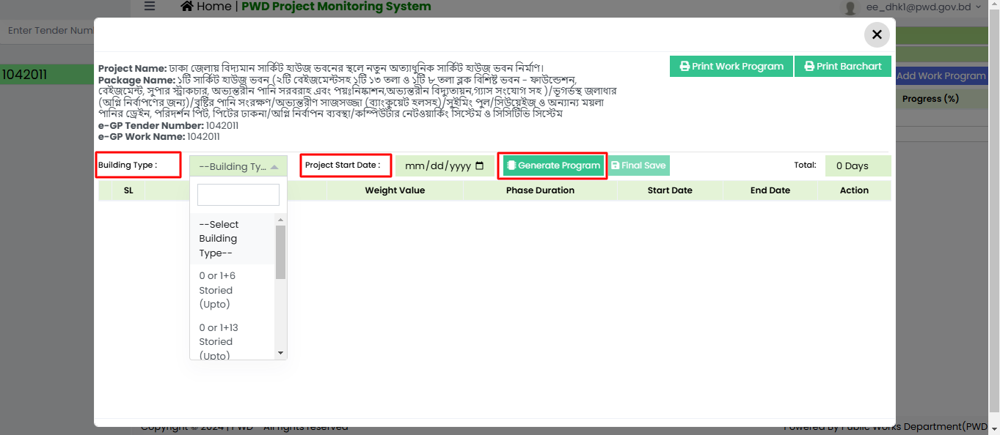 Home | PWD Project Monitoring System
ee_dhk1@pwd.gov.bd
Enter Tender Num
1042011
Add Work Program
Progress (%)
Print Work Program
Print Barchart
Project Name: ঢাকা জেলায় বিদ্যমান সার্কিট হাউজ ভবনের স্থলে নতুন অত্যাধুনিক সার্কিট হাউজ ভবন নির্মাণ।
Package Name: ১টি সার্কিট হাউজ ভবন (২টি বেইজমেন্টসহ ১টি ১৩ তলা ও ১টি ৮ তলা ব্লক বিশিষ্ট ভবন - ফাউন্ডেশন,
বেইজমেন্ট, সুপার স্ট্রাকচার, অভ্যন্তরীন পানি সরবরাহ এবং পয়ঃনিষ্কাশন,অভ্যন্তরীন বিদ্যুতায়ন,গ্যাস সংযোগ সহ )/ভূগর্ভস্থ জলাধার
(অগ্নি নির্বাপণের জন্য)/বৃষ্টির পানি সংরক্ষণ/অভ্যন্তরীণ সাজসজ্জা (ব্যাংকুয়েট হলসহ)/সুইমিং পুল/সিউয়েইজ ও অন্যান্য ময়লা
পানির ড্রেইন, পরিদর্শন পিট, পিটের ঢাকনা/অগ্নি নির্বাপন ব্যবস্থা/কম্পিউটার নেটওয়ার্কিং সিস্টেম ও সিসিটিভি সিস্টেম
e-GP Tender Number: 1042011
e-GP Work Name: 1042011
Building Type :
--Building Ty...
Project Start Date :
mm/dd/yyyy
Generate Program
Final Save
Total:
0 Days
SL
Weight Value
Phase Duration
Start Date
End Date
Action
--Select
Building
Type--
0 or 1+6
Storied
(Upto)
0 or 1+13
Storied
(Upto)
Copyright © 2024 | PWD - All rights reserved
Powered By Public Works Department(PWD